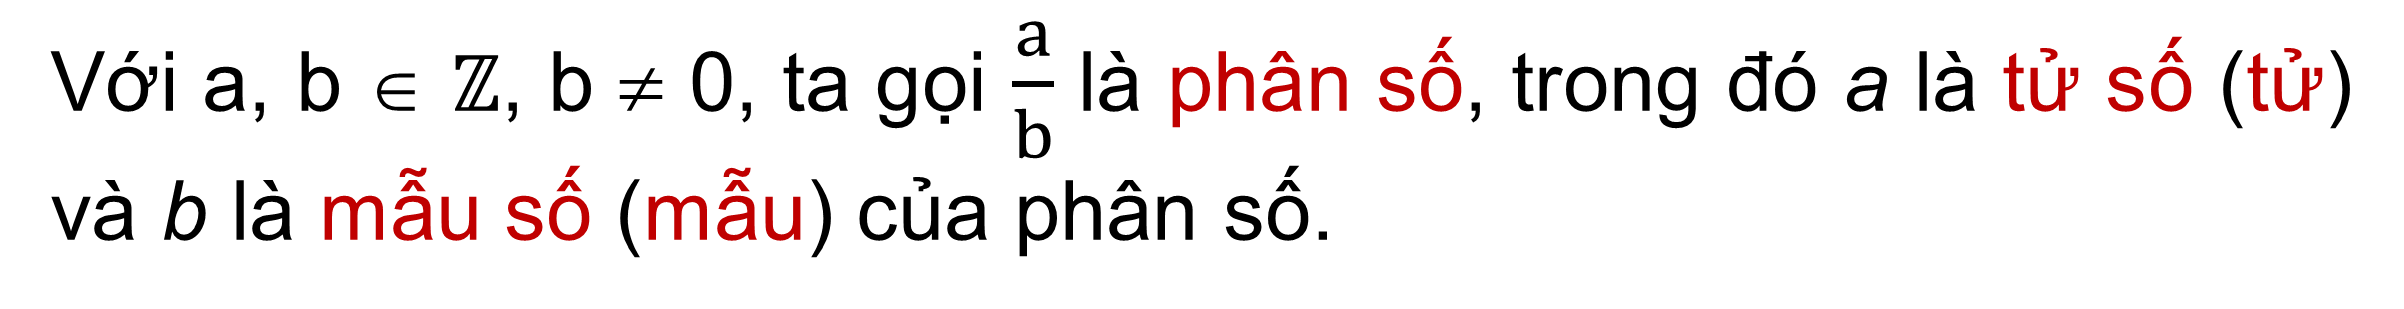 Với a, b ∈ ℤ, b ≠ 0, ta gọi a/b là phân số, trong đó a là tử số (tử)
và b là mẫu số (mẫu) của phân số.